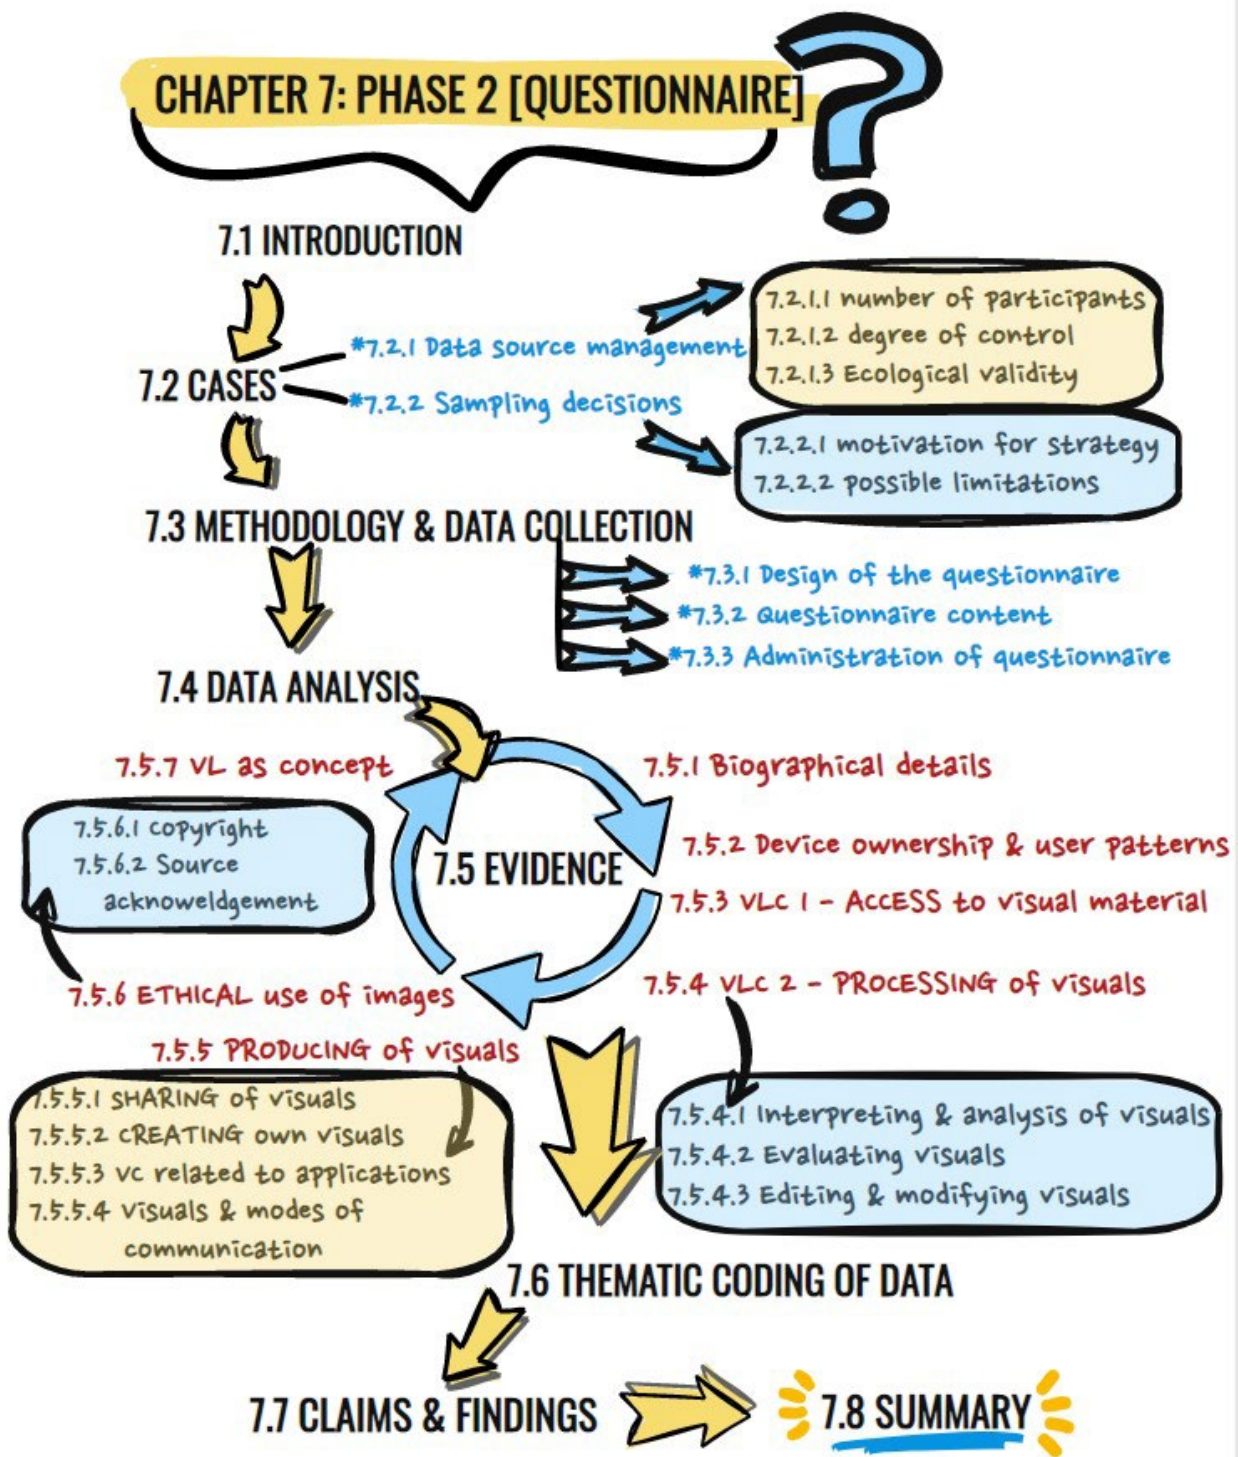 CHAPTER 7: PHASE 2 [QUESTIONNAIRE]
?
7.1 INTRODUCTION
7.2 CASES
*7.2.1 Data source management
7.2.1.1 number of participants
7.2.1.2 degree of control
7.2.1.3 Ecological validity
*7.2.2 Sampling decisions
7.2.2.1 motivation for strategy
7.2.2.2 possible limitations
7.3 METHODOLOGY & DATA COLLECTION
*7.3.1 Design of the questionnaire
*7.3.2 Questionnaire content
*7.3.3 Administration of questionnaire
7.4 DATA ANALYSIS
7.5 EVIDENCE
7.5.1 Biographical details
7.5.2 Device ownership & user patterns
7.5.3 VLC 1 - ACCESS to visual material
7.5.4 VLC 2 - PROCESSING of visuals
7.5.4.1 Interpreting & analysis of visuals
7.5.4.2 Evaluating visuals
7.5.4.3 Editing & modifying visuals
7.5.5 PRODUCING of visuals
7.5.5.1 SHARING of visuals
7.5.5.2 CREATING own visuals
7.5.5.3 VC related to applications
7.5.5.4 Visuals & modes of
communication
7.5.6 ETHICAL use of images
7.5.6.1 copyright
7.5.6.2 Source
acknoweldgement
7.5.7 VL as concept
7.6 THEMATIC CODING OF DATA
7.7 CLAIMS & FINDINGS
7.8 SUMMARY